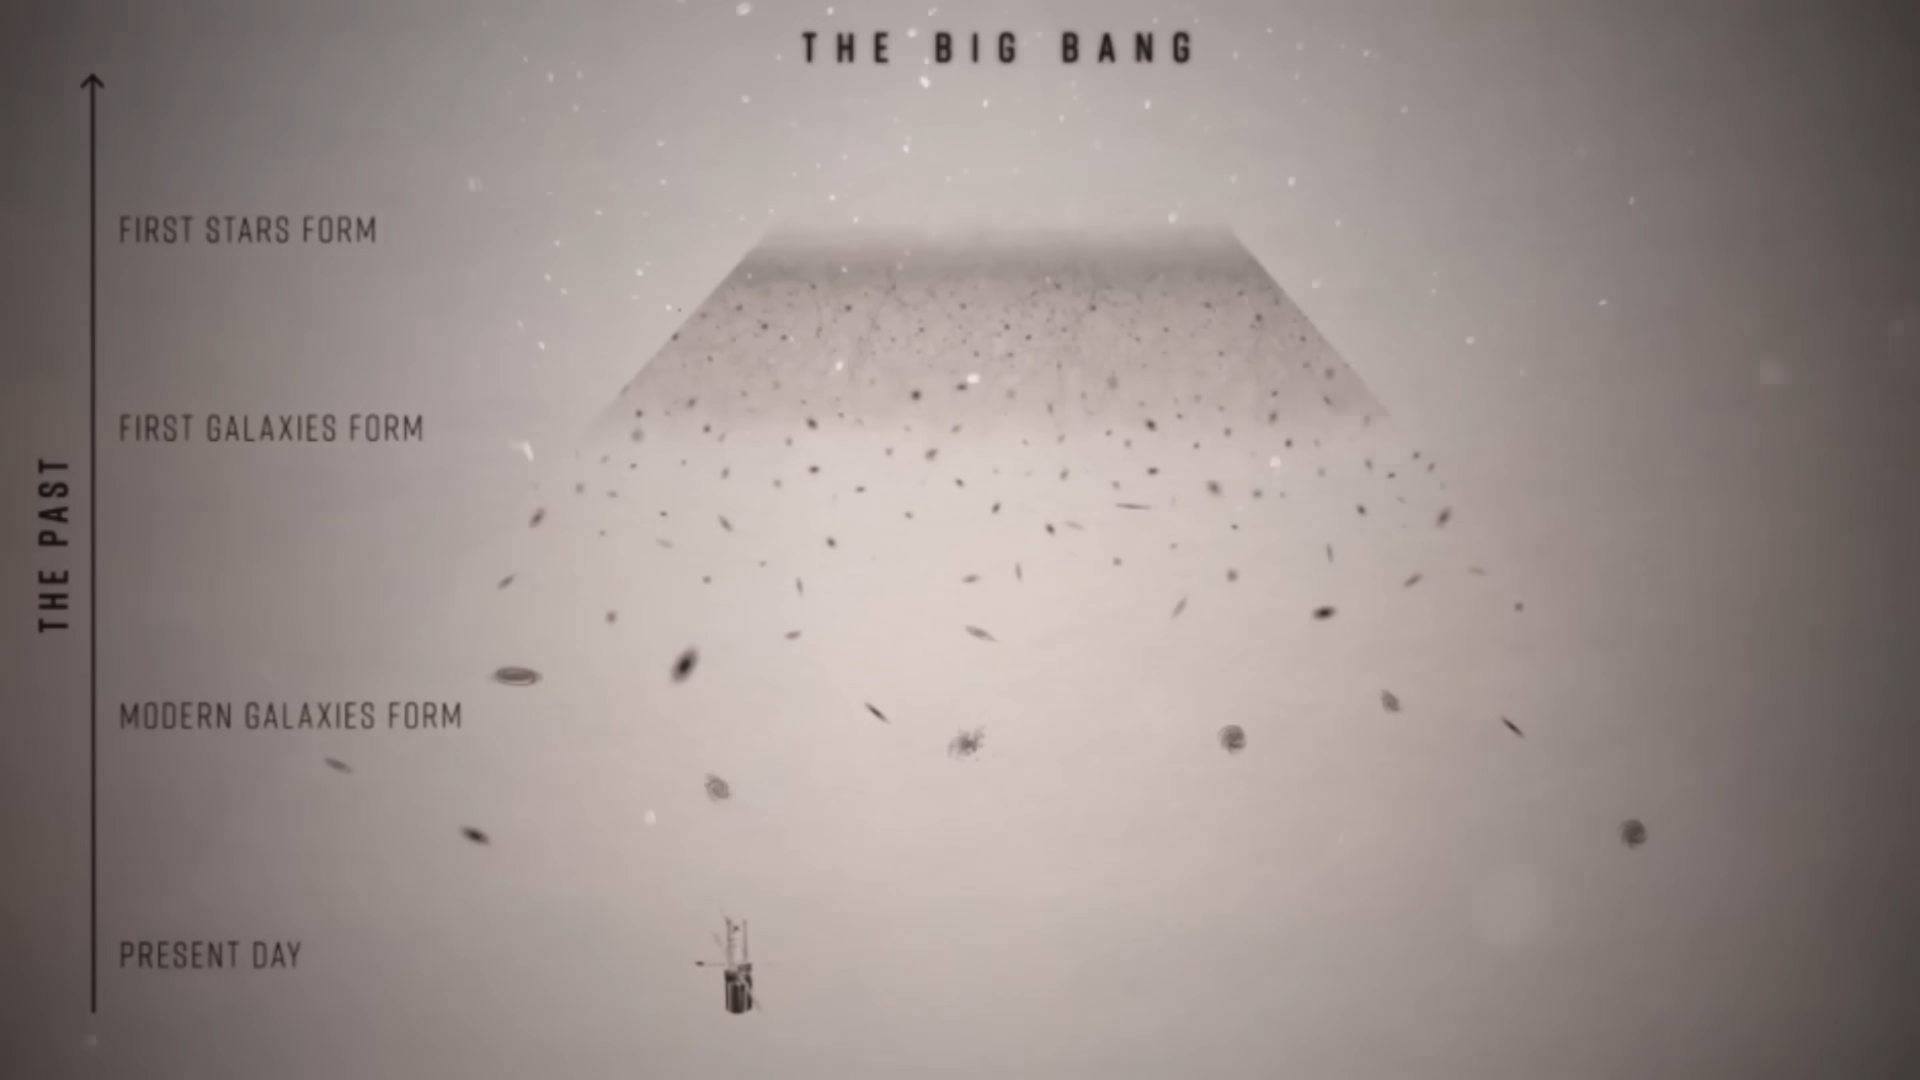 THE BIG BANG
FIRST STARS FORM
FIRST GALAXIES FORM
THE PAST
MODERN GALAXIES FORM
PRESENT DAY